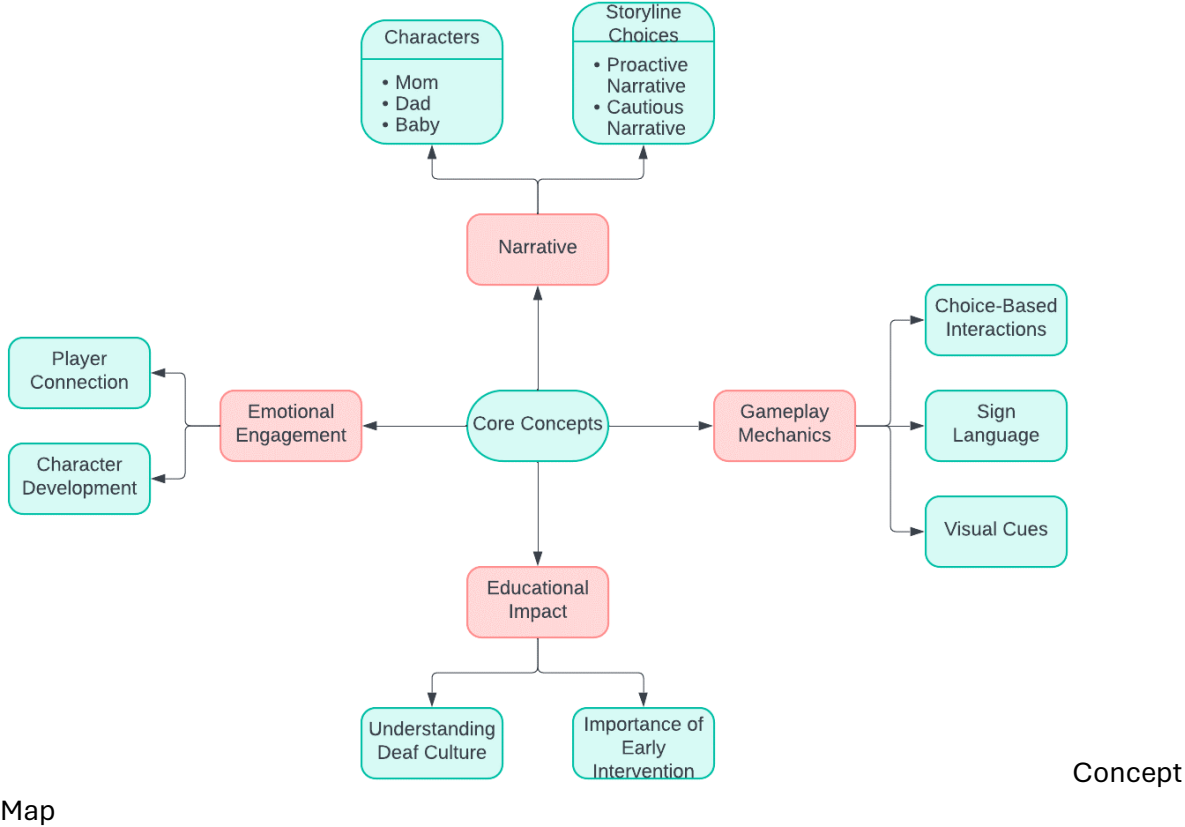 Characters
• Mom
• Dad
• Baby
Storyline
Choices
• Proactive
Narrative
• Cautious
Narrative
Narrative
Choice-Based
Interactions
Player
Connection
Emotional
Engagement
Core Concepts
Gameplay
Mechanics
Sign
Language
Character
Development
Visual Cues
Educational
Impact
Understanding
Deaf Culture
Importance of
Early
Intervention
Concept
Map